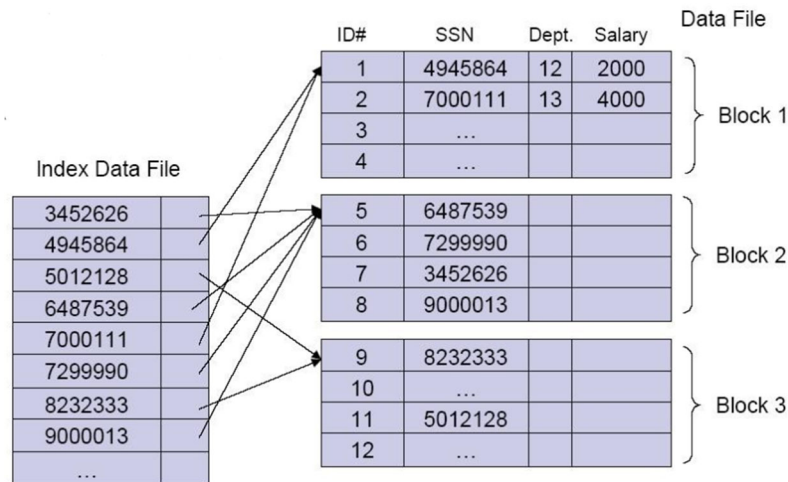 Data File
ID# SSN Dept. Salary
1 4945864 12 2000
2 7000111 13 4000
3 ...
4 ...
Block 1
Index Data File
3452626
4945864
5012128
6487539
7000111
7299990
8232333
9000013
...
5 6487539
6 7299990
7 3452626
8 9000013
Block 2
9 8232333
10 ...
11 5012128
12 ...
Block 3